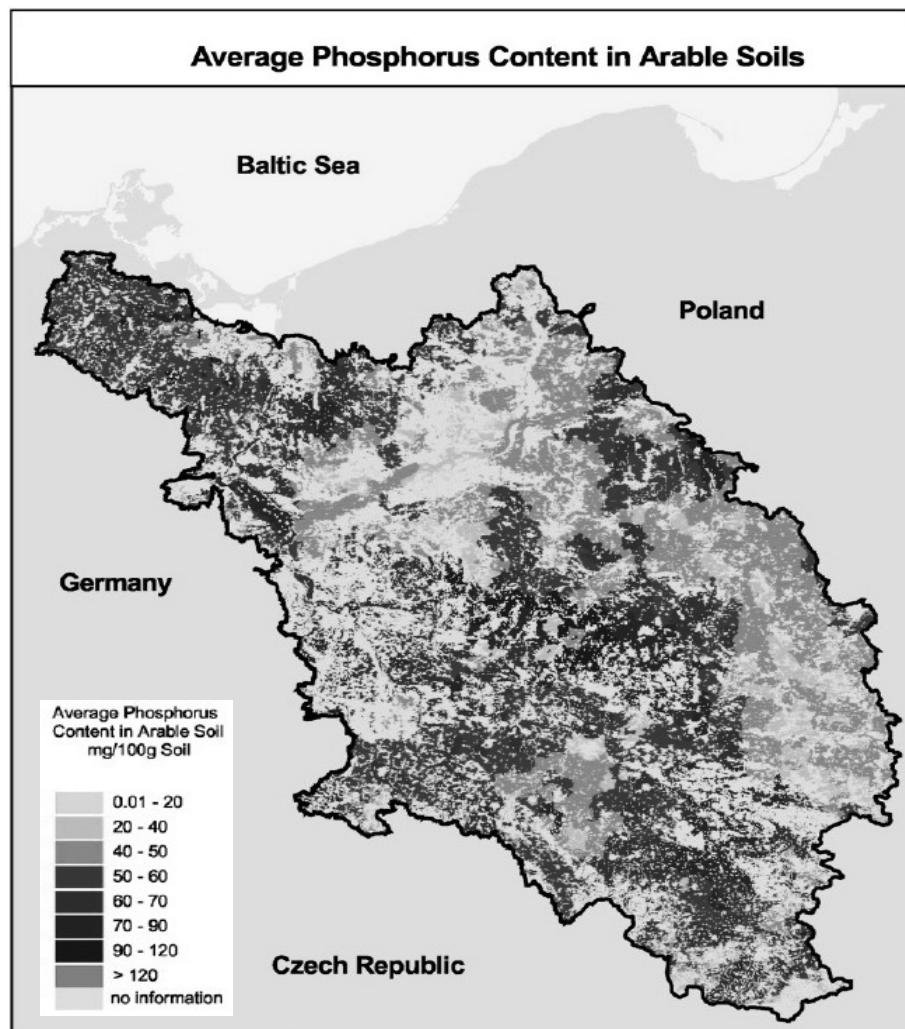 Average Phosphorus Content in Arable Soils
Baltic Sea
Poland
Germany
Average Phosphorus
Content in Arable Soil
mg/100g Soil
0.01 - 20
20 - 40
40 - 50
50 - 60
60 - 70
70 - 90
90 - 120
> 120
no information
Czech Republic